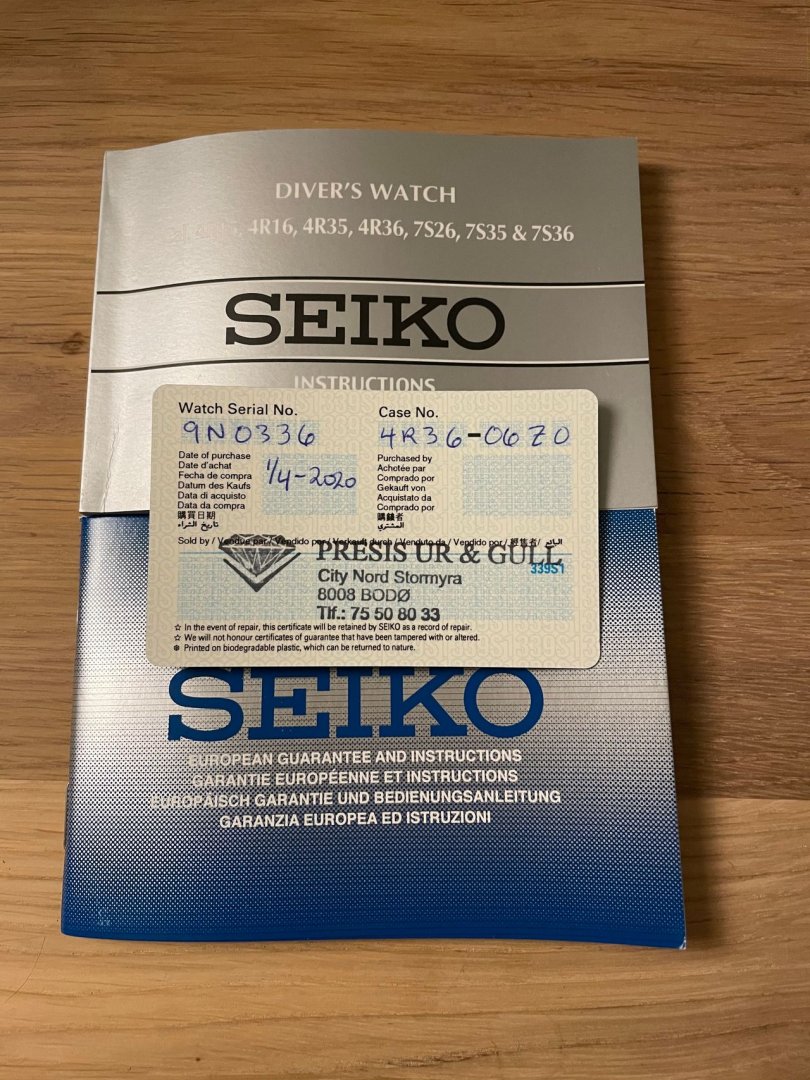 DIVER'S WATCH
4R16, 4R35, 4R36, 7S26, 7S35 & 7S36
SEIKO
INSTRUCTIONS
Watch Serial No.
9N0336
Case No.
4R36-06Z0
Date of purchase
Date d'achat
Fecha de compra
Datum des Kaufs
Data di acquisto
Data da compra
購買日期
تاريخ الشراء
1/4-2020
Purchased by
Achotée par
Comprado por
Gekauft von
Acquistato da
Comprado por
購錶者
المشتري
Sold by / Vendue par / Vendido por / Verkauft durch / Venduto da / Vendido por / 經售者 / البائع
PRESIS UR & GULL
33951
City Nord Stormyra
8008 BODØ
Tlf.: 75 50 80 33
☆ In the event of repair, this certificate will be retained by SEIKO as a record of repair.
☆ We will not honour certificates of guarantee that have been tampered with or altered.
Printed on biodegradable plastic, which can be returned to nature.
SEIKO
EUROPEAN GUARANTEE AND INSTRUCTIONS
GARANTIE EUROPÉENNE ET INSTRUCTIONS
EUROPÄISCH GARANTIE UND BEDIENUNGSANLEITUNG
GARANZIA EUROPEA ED ISTRUZIONI